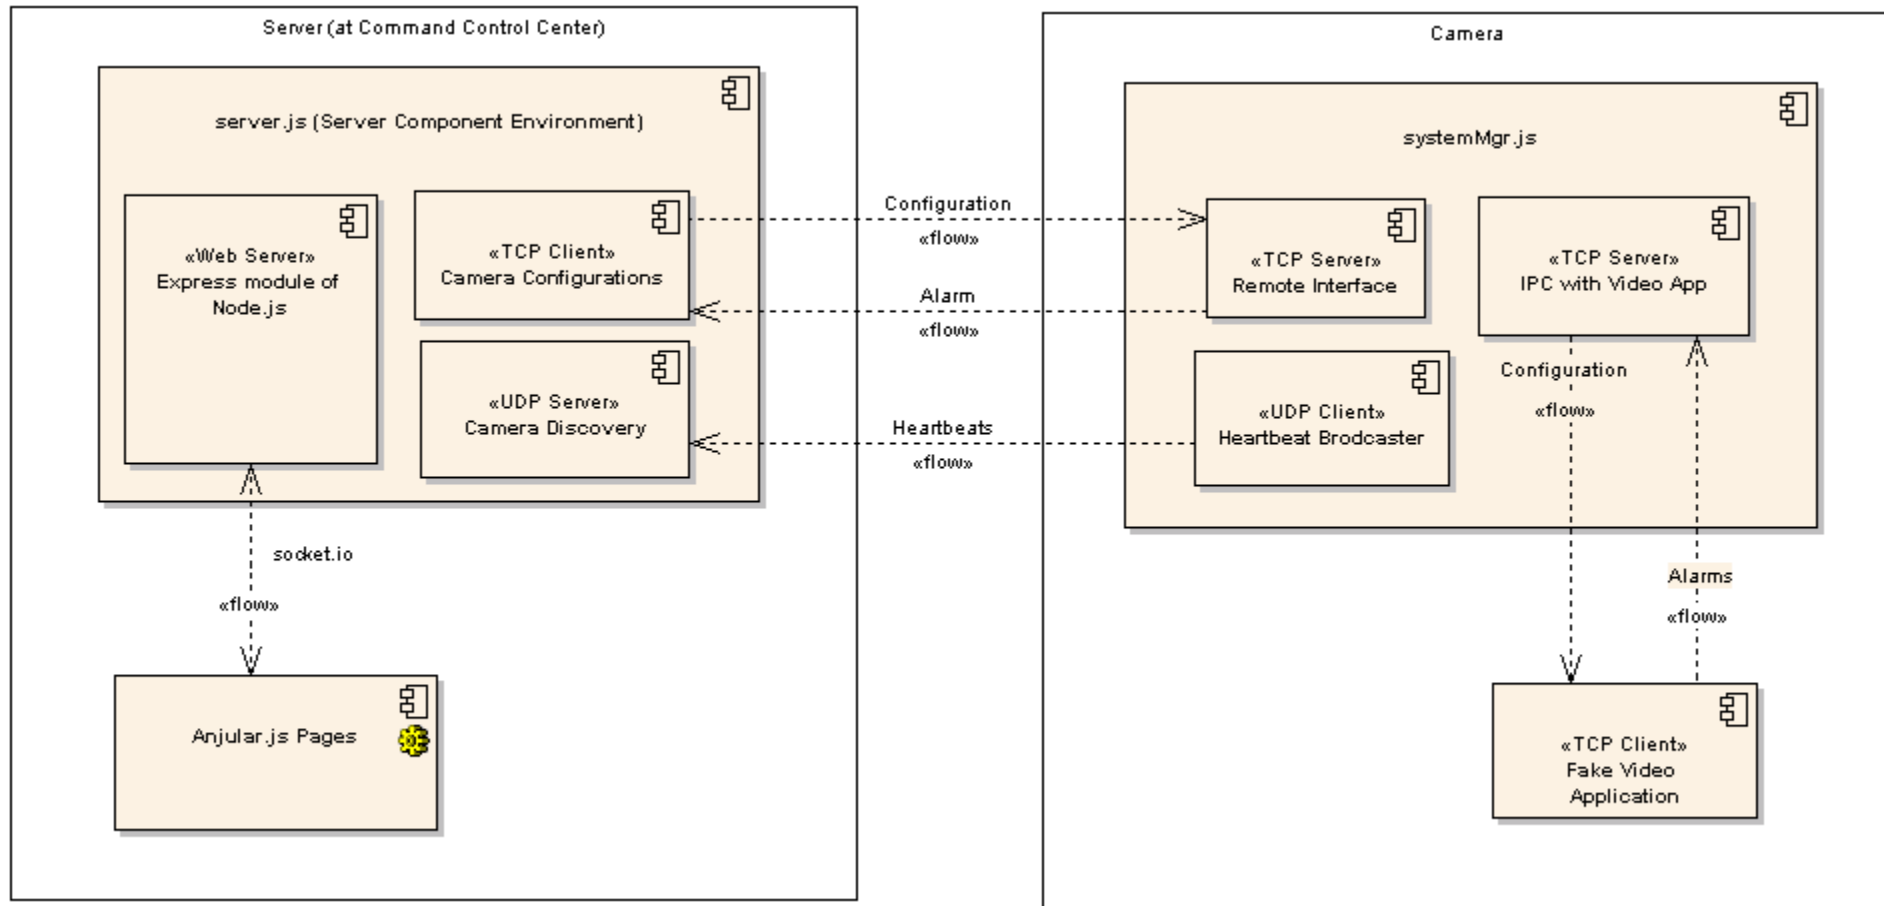 Server (at Command Control Center)
server.js (Server Component Environment)
«Web Server»
Express module of
Node.js
«TCP Client»
Camera Configurations
«UDP Server»
Camera Discovery
socket.io
«flow»
Anjular.js Pages
Configuration
«flow»
Alarm
«flow»
Heartbeats
«flow»
Camera
systemMgr.js
«TCP Server»
Remote Interface
«TCP Server»
IPC with Video App
«UDP Client»
Heartbeat Brodcaster
Configuration
«flow»
Alarms
«flow»
«TCP Client»
Fake Video
Application